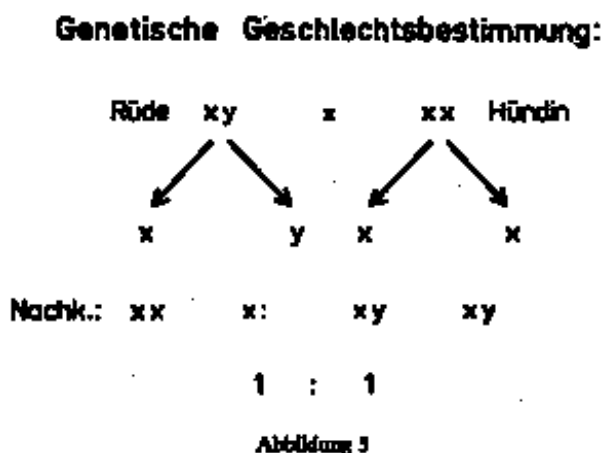 Genetische Geschlechtsbestimmung:
Rüde xy x xx Hündin
x y x x
Nachk.: xx x: xy xy
1 : 1
Abbildung 5